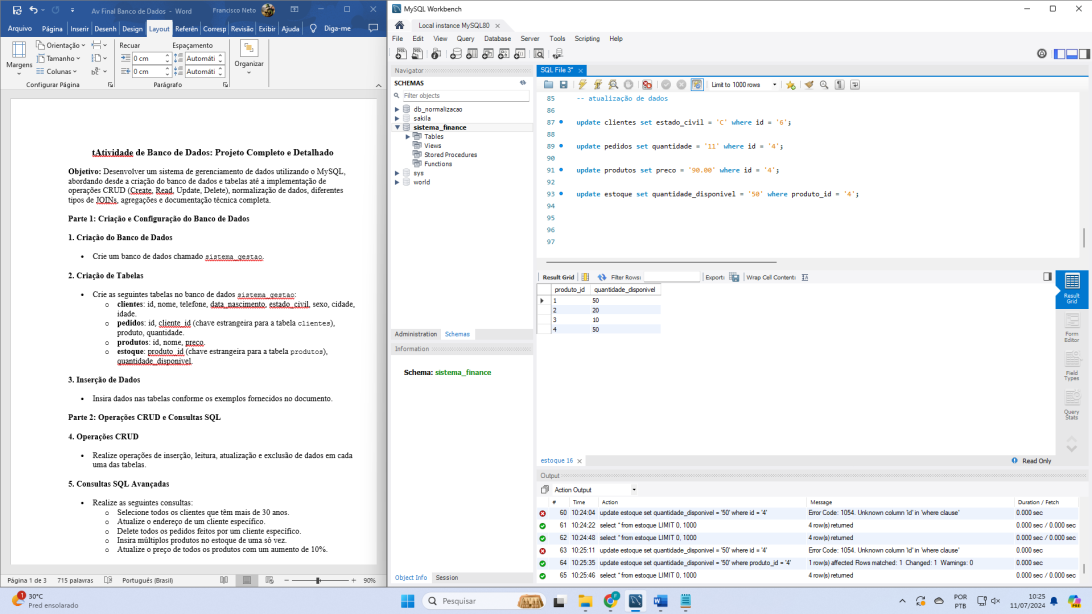 Av Final Banco de Dados - Word
Francisco Neto
Arquivo Página Inserir Desenh Design Layout Referên Corresp Revisão Exibir Ajuda Diga-me
Margens
Orientação
Tamanho
Colunas
Configurar Página
Recuar
0 cm
0 cm
Espaçamento
Automáti
Automáti
Parágrafo
Organizar
tAtividade de Banco de Dados: Projeto Completo e Detalhado
Objetivo: Desenvolver um sistema de gerenciamento de dados utilizando o MySQL,
abordando desde a criação do banco de dados e tabelas até a implementação de
operações CRUD (Create, Read, Update, Delete), normalização de dados, diferentes
tipos de JOINs, agregações e documentação técnica completa.
Parte 1: Criação e Configuração do Banco de Dados
1. Criação do Banco de Dados
• Crie um banco de dados chamado sistema_gestao.
2. Criação de Tabelas
• Crie as seguintes tabelas no banco de dados sistema_gestao:
o clientes: id, nome, telefone, data_nascimento, estado_civil, sexo, cidade,
idade.
o pedidos: id, cliente_id (chave estrangeira para a tabela clientes),
produto, quantidade.
o produtos: id, nome, preco.
o estoque: produto_id (chave estrangeira para a tabela produtos),
quantidade_disponivel.
3. Inserção de Dados
• Insira dados nas tabelas conforme os exemplos fornecidos no documento.
Parte 2: Operações CRUD e Consultas SQL
4. Operações CRUD
• Realize operações de inserção, leitura, atualização e exclusão de dados em cada
uma das tabelas.
5. Consultas SQL Avançadas
• Realize as seguintes consultas:
o Selecione todos os clientes que têm mais de 30 anos.
o Atualize o endereço de um cliente específico.
o Delete todos os pedidos feitos por um cliente específico.
o Insira múltiplos produtos no estoque de uma só vez.
o Atualize o preço de todos os produtos com um aumento de 10%.
Página 1 de 3 715 palavras Português (Brasil) 90%
MySQL Workbench
Local instance MySQL80
File Edit View Query Database Server Tools Scripting Help
Navigator
SCHEMAS
Filter objects
db_normalizacao
sakila
sistema_finance
Tables
Views
Stored Procedures
Functions
sys
world
Administration Schemas
Information
Schema: sistema_finance
Object Info Session
SQL File 3*
Limit to 1000 rows
85 -- atualização de dados
86
87 update clientes set estado_civil = 'C' where id = '6';
88
89 update pedidos set quantidade = '11' where id = '4';
90
91 update produtos set preco = '90.00' where id = '4';
92
93 update estoque set quantidade_disponivel = '50' where produto_id = '4';
94
95
96
97
Result Grid Filter Rows: Export: Wrap Cell Content:
produto_id quantidade_disponivel
1 50
2 20
3 10
4 50
Result Grid
Form Editor
Field Types
Query Stats
estoque 16 Read Only
Output
Action Output
# Time Action Message Duration / Fetch
60 10:24:04 update estoque set quantidade_disponivel = '50' where id = '4' Error Code: 1054. Unknown column 'id' in 'where clause' 0.000 sec
61 10:24:22 select * from estoque LIMIT 0, 1000 4 row(s) returned 0.000 sec / 0.000 sec
62 10:24:48 select * from estoque LIMIT 0, 1000 4 row(s) returned 0.000 sec / 0.000 sec
63 10:25:11 update estoque set quantidade_disponivel = '50' where id = '4' Error Code: 1054. Unknown column 'id' in 'where clause' 0.000 sec
64 10:25:35 update estoque set quantidade_disponivel = '50' where produto_id = '4' 1 row(s) affected Rows matched: 1 Changed: 1 Warnings: 0 0.000 sec
65 10:25:46 select * from estoque LIMIT 0, 1000 4 row(s) returned 0.000 sec / 0.000 sec
30°C
Pred ensolarado
Pesquisar
POR
PTB
10:25
11/07/2024